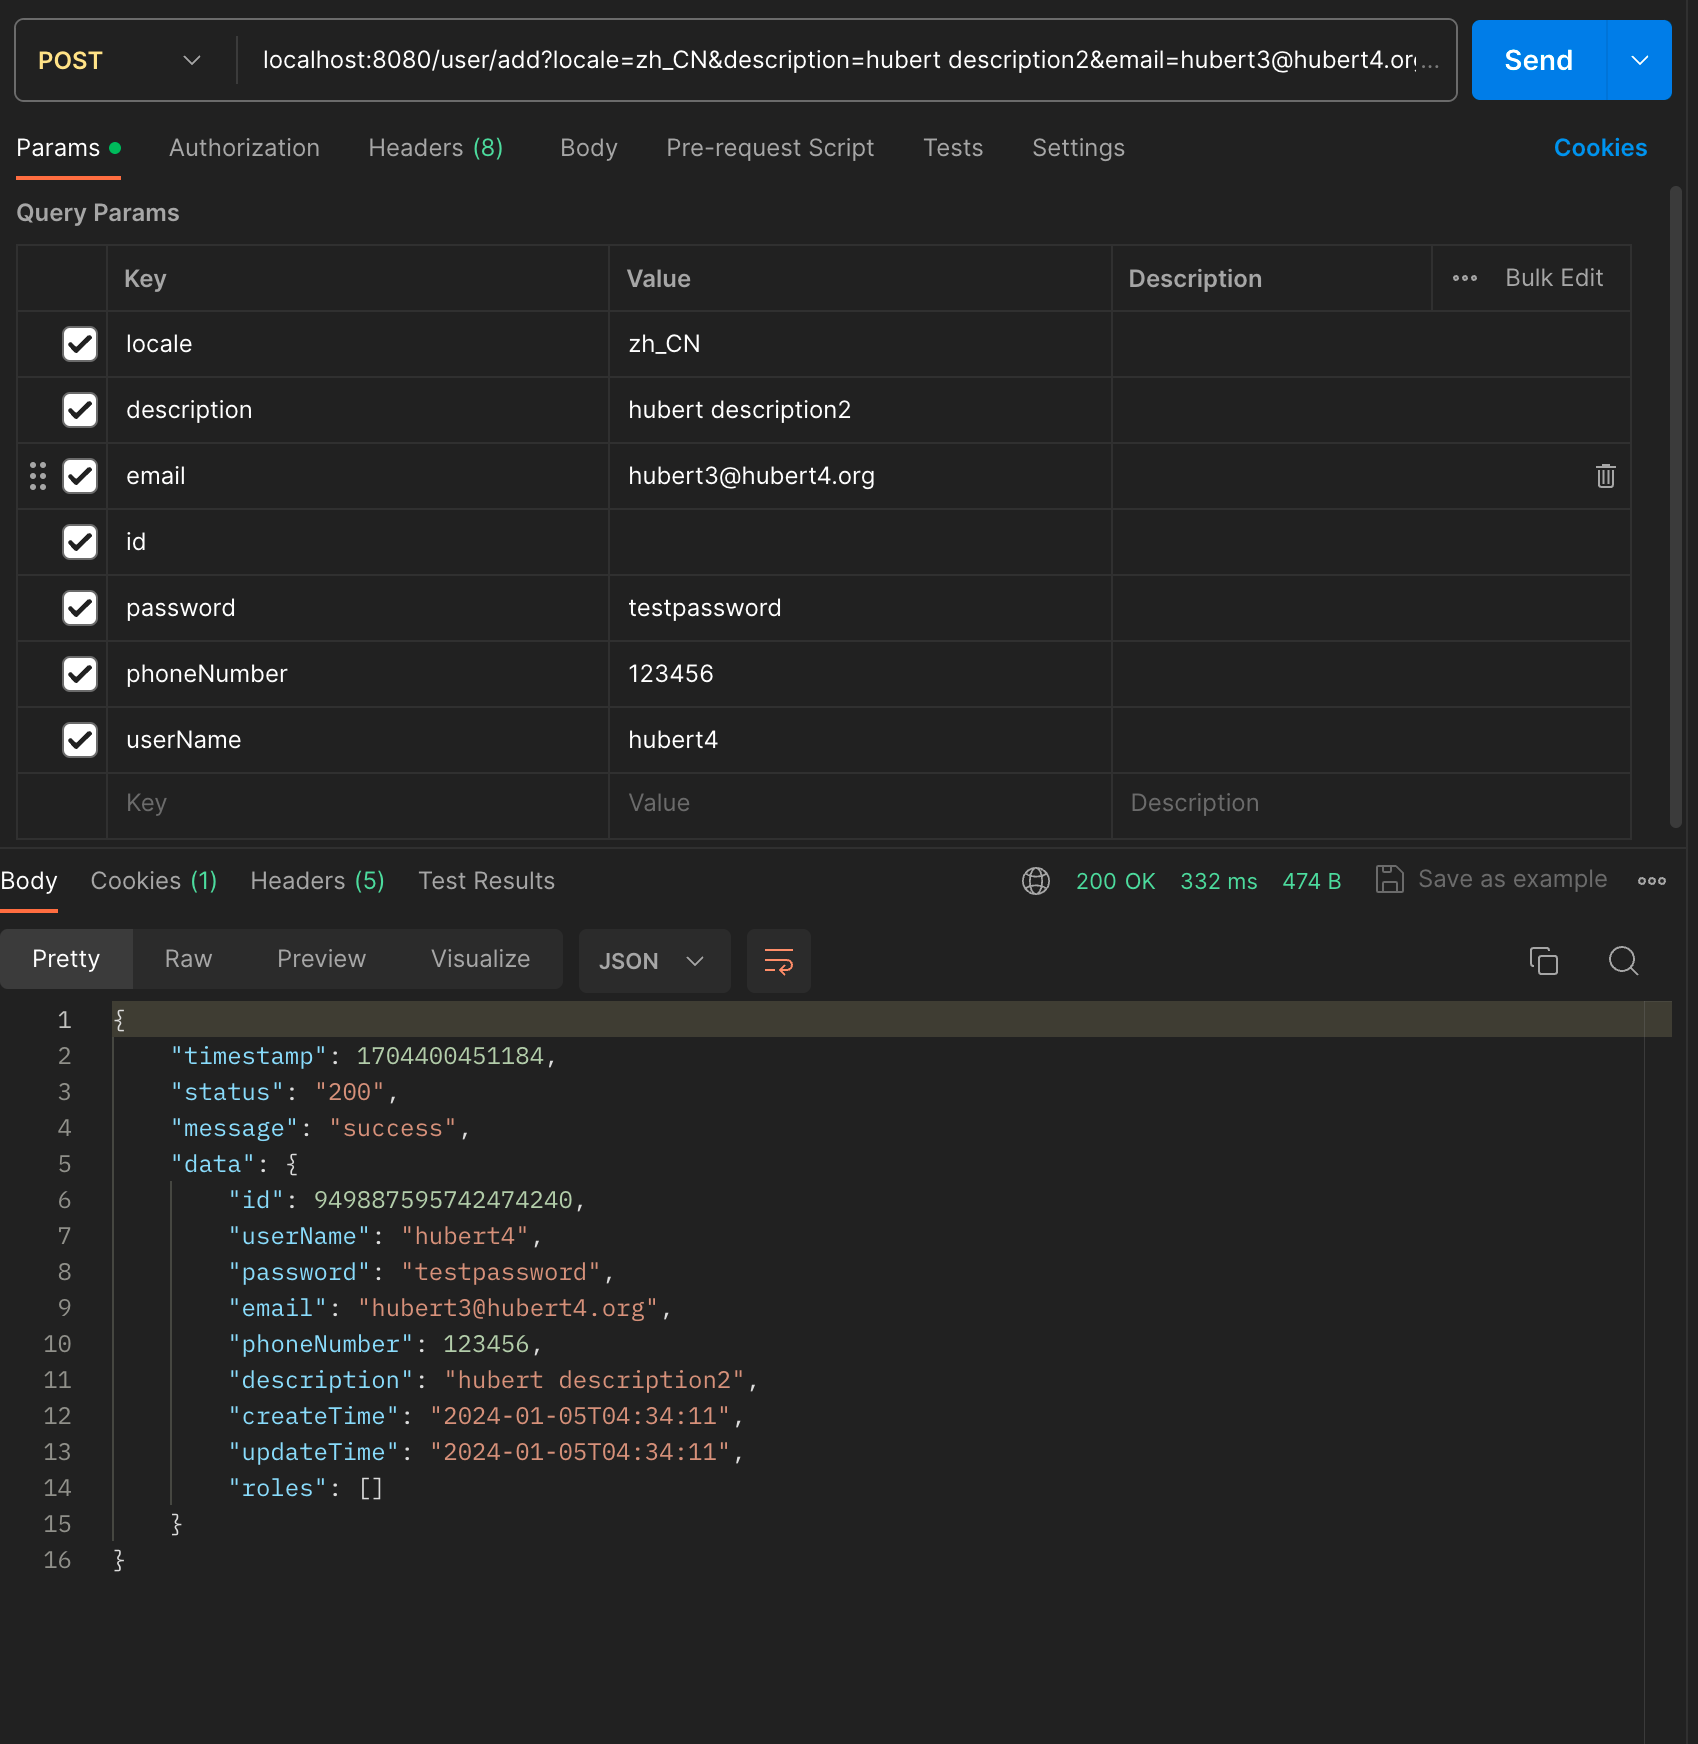 POST localhost:8080/user/add?locale=zh_CN&description=hubert description2&email=hubert3@hubert4.or... Send
Params Authorization Headers (8) Body Pre-request Script Tests Settings Cookies
Query Params
Key Value Description Bulk Edit
locale zh_CN
description hubert description2
email hubert3@hubert4.org
id
password testpassword
phoneNumber 123456
userName hubert4
Key Value Description
Body Cookies (1) Headers (5) Test Results 200 OK 332 ms 474 B Save as example
Pretty Raw Preview Visualize JSON
1 {
2 "timestamp": 1704400451184,
3 "status": "200",
4 "message": "success",
5 "data": {
6 "id": 949887595742474240,
7 "userName": "hubert4",
8 "password": "testpassword",
9 "email": "hubert3@hubert4.org",
10 "phoneNumber": 123456,
11 "description": "hubert description2",
12 "createTime": "2024-01-05T04:34:11",
13 "updateTime": "2024-01-05T04:34:11",
14 "roles": []
15 }
16 }